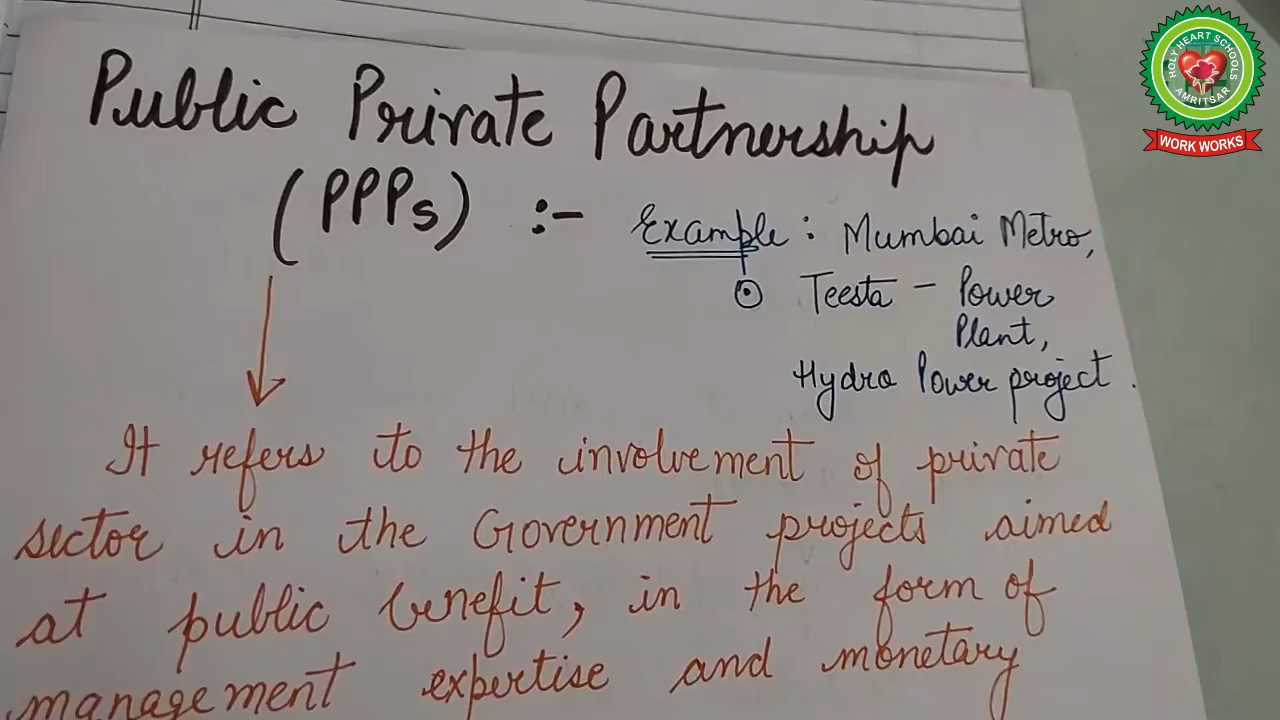 Public Private Partnership
(PPPs) :-
Example : Mumbai Metro,
Teesta - Power
Plant,
Hydro Power project.
It refers to the involvement of private
sector in the Government projects aimed
at public benefit, in the form of
management expertise and monetary
HOLY HEART SCHOOLS
AMRITSAR
WORK WORKS